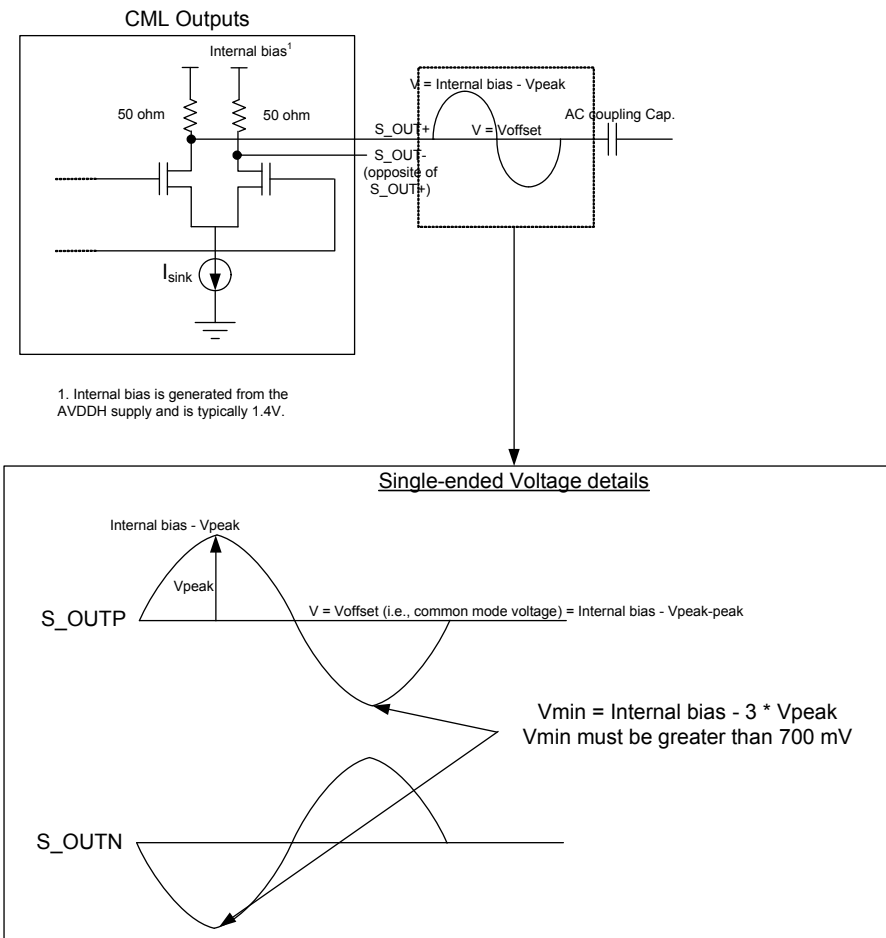 CML Outputs
Internal bias1
50 ohm
50 ohm
S_OUT+
S_OUT-
(opposite of
S_OUT+)
V = Internal bias - Vpeak
V = Voffset
AC coupling Cap.
Isink
1. Internal bias is generated from the
AVDDH supply and is typically 1.4V.
Single-ended Voltage details
Internal bias - Vpeak
Vpeak
S_OUTP
V = Voffset (i.e., common mode voltage) = Internal bias - Vpeak-peak
Vmin = Internal bias - 3 * Vpeak
Vmin must be greater than 700 mV
S_OUTN